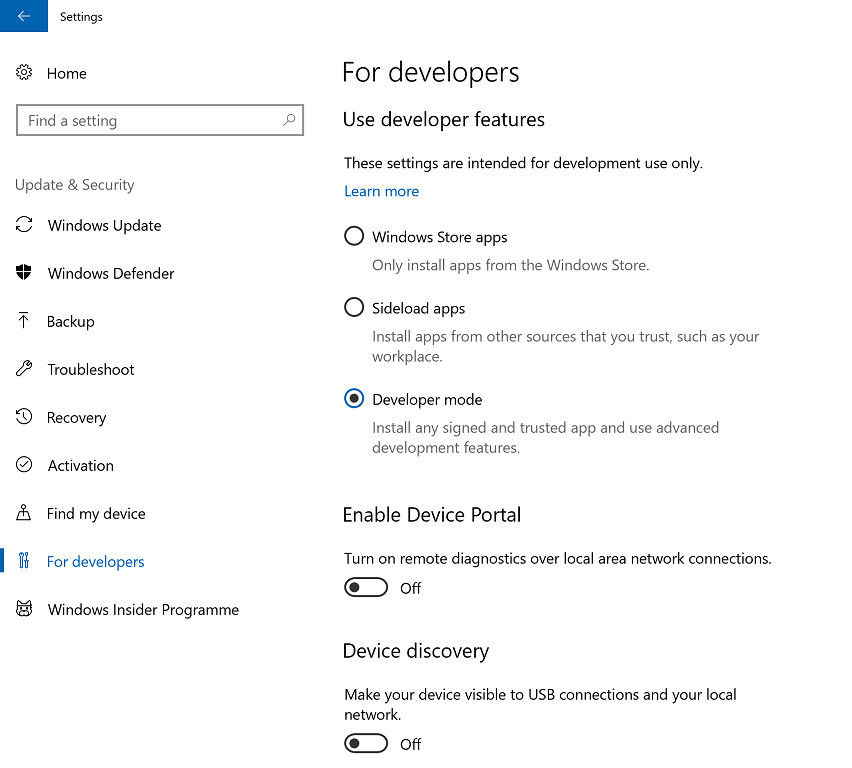 Settings
Home
Find a setting
Update & Security
Windows Update
Windows Defender
Backup
Troubleshoot
Recovery
Activation
Find my device
For developers
Windows Insider Programme
For developers
Use developer features
These settings are intended for development use only.
Learn more
Windows Store apps
Only install apps from the Windows Store.
Sideload apps
Install apps from other sources that you trust, such as your
workplace.
Developer mode
Install any signed and trusted app and use advanced
development features.
Enable Device Portal
Turn on remote diagnostics over local area network connections.
Off
Device discovery
Make your device visible to USB connections and your local
network.
Off